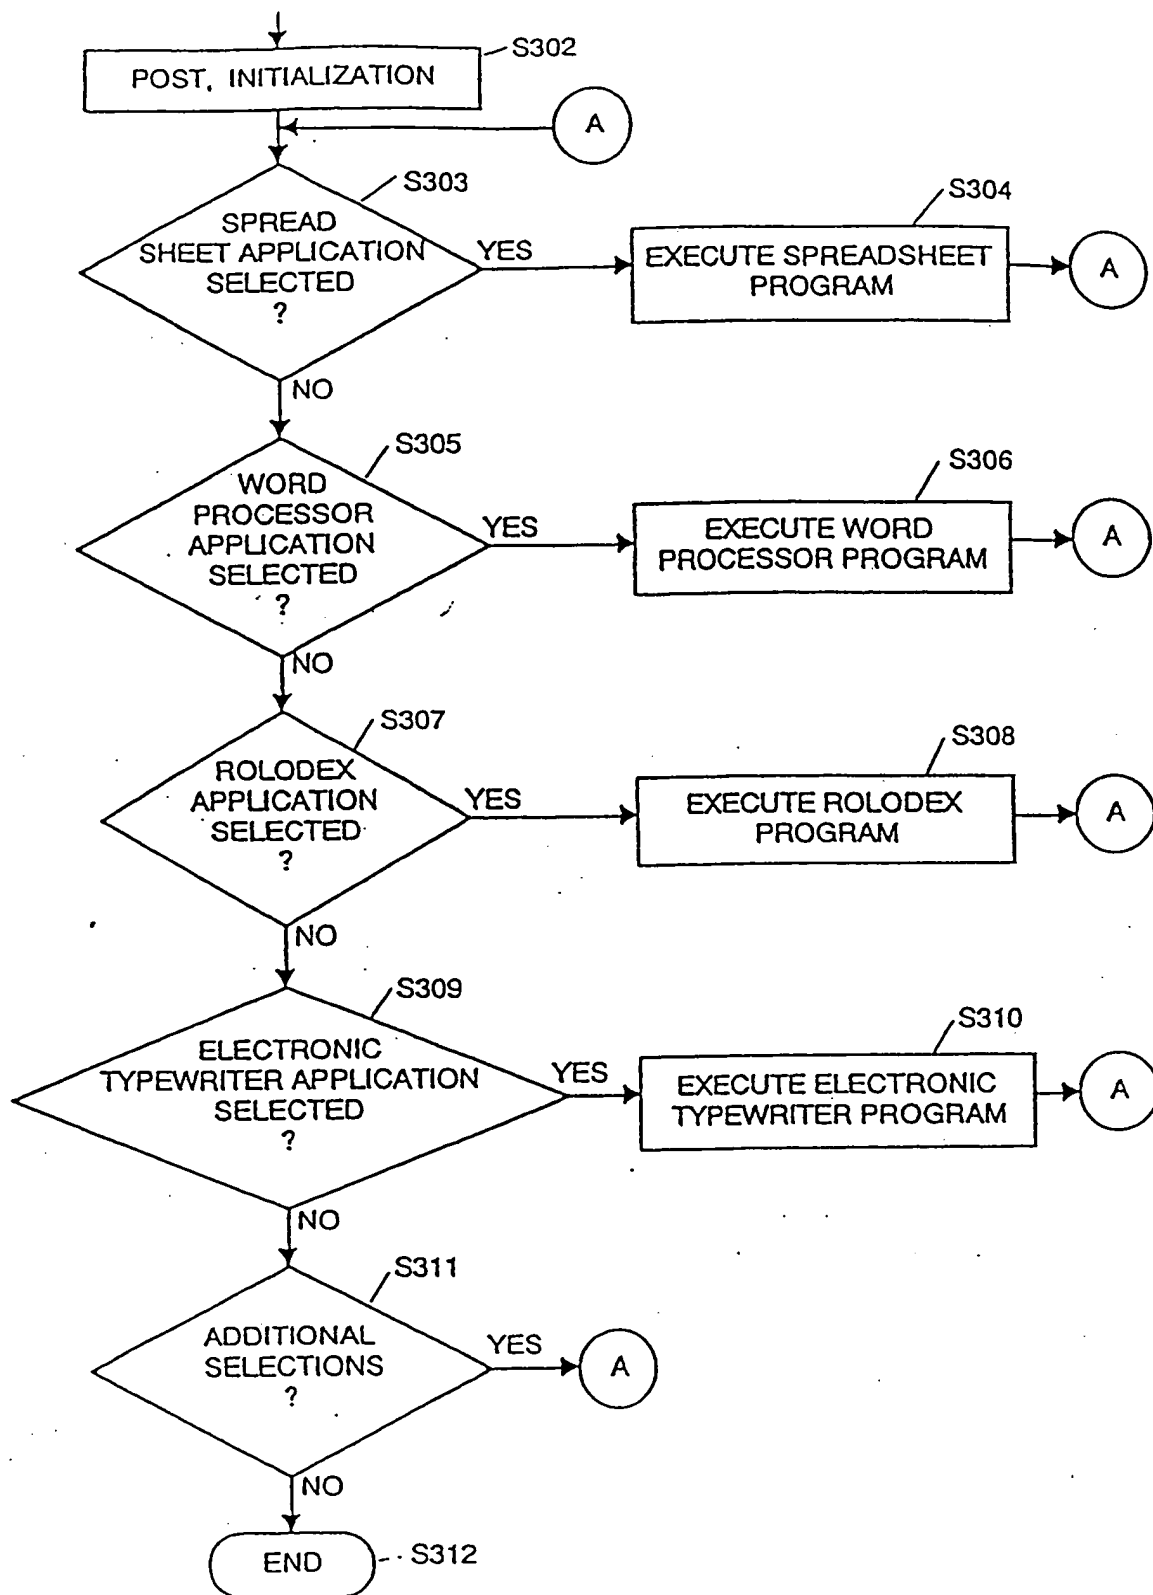 S302
POST, INITIALIZATION
A
S303
SPREAD
SHEET APPLICATION
SELECTED
?
YES
S304
EXECUTE SPREADSHEET
PROGRAM
A
NO
S305
WORD
PROCESSOR
APPLICATION
SELECTED
?
YES
S306
EXECUTE WORD
PROCESSOR PROGRAM
A
NO
S307
ROLODEX
APPLICATION
SELECTED
?
YES
S308
EXECUTE ROLODEX
PROGRAM
A
NO
S309
ELECTRONIC
TYPEWRITER APPLICATION
SELECTED
?
YES
S310
EXECUTE ELECTRONIC
TYPEWRITER PROGRAM
A
NO
S311
ADDITIONAL
SELECTIONS
?
YES
A
NO
END
S312